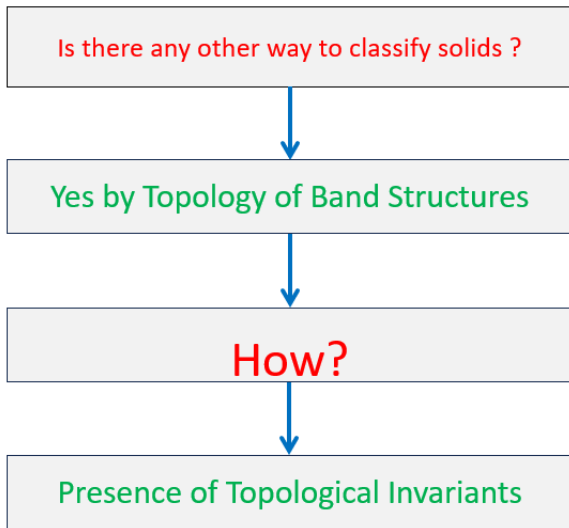 Is there any other way to classify solids ?
Yes by Topology of Band Structures
How?
Presence of Topological Invariants